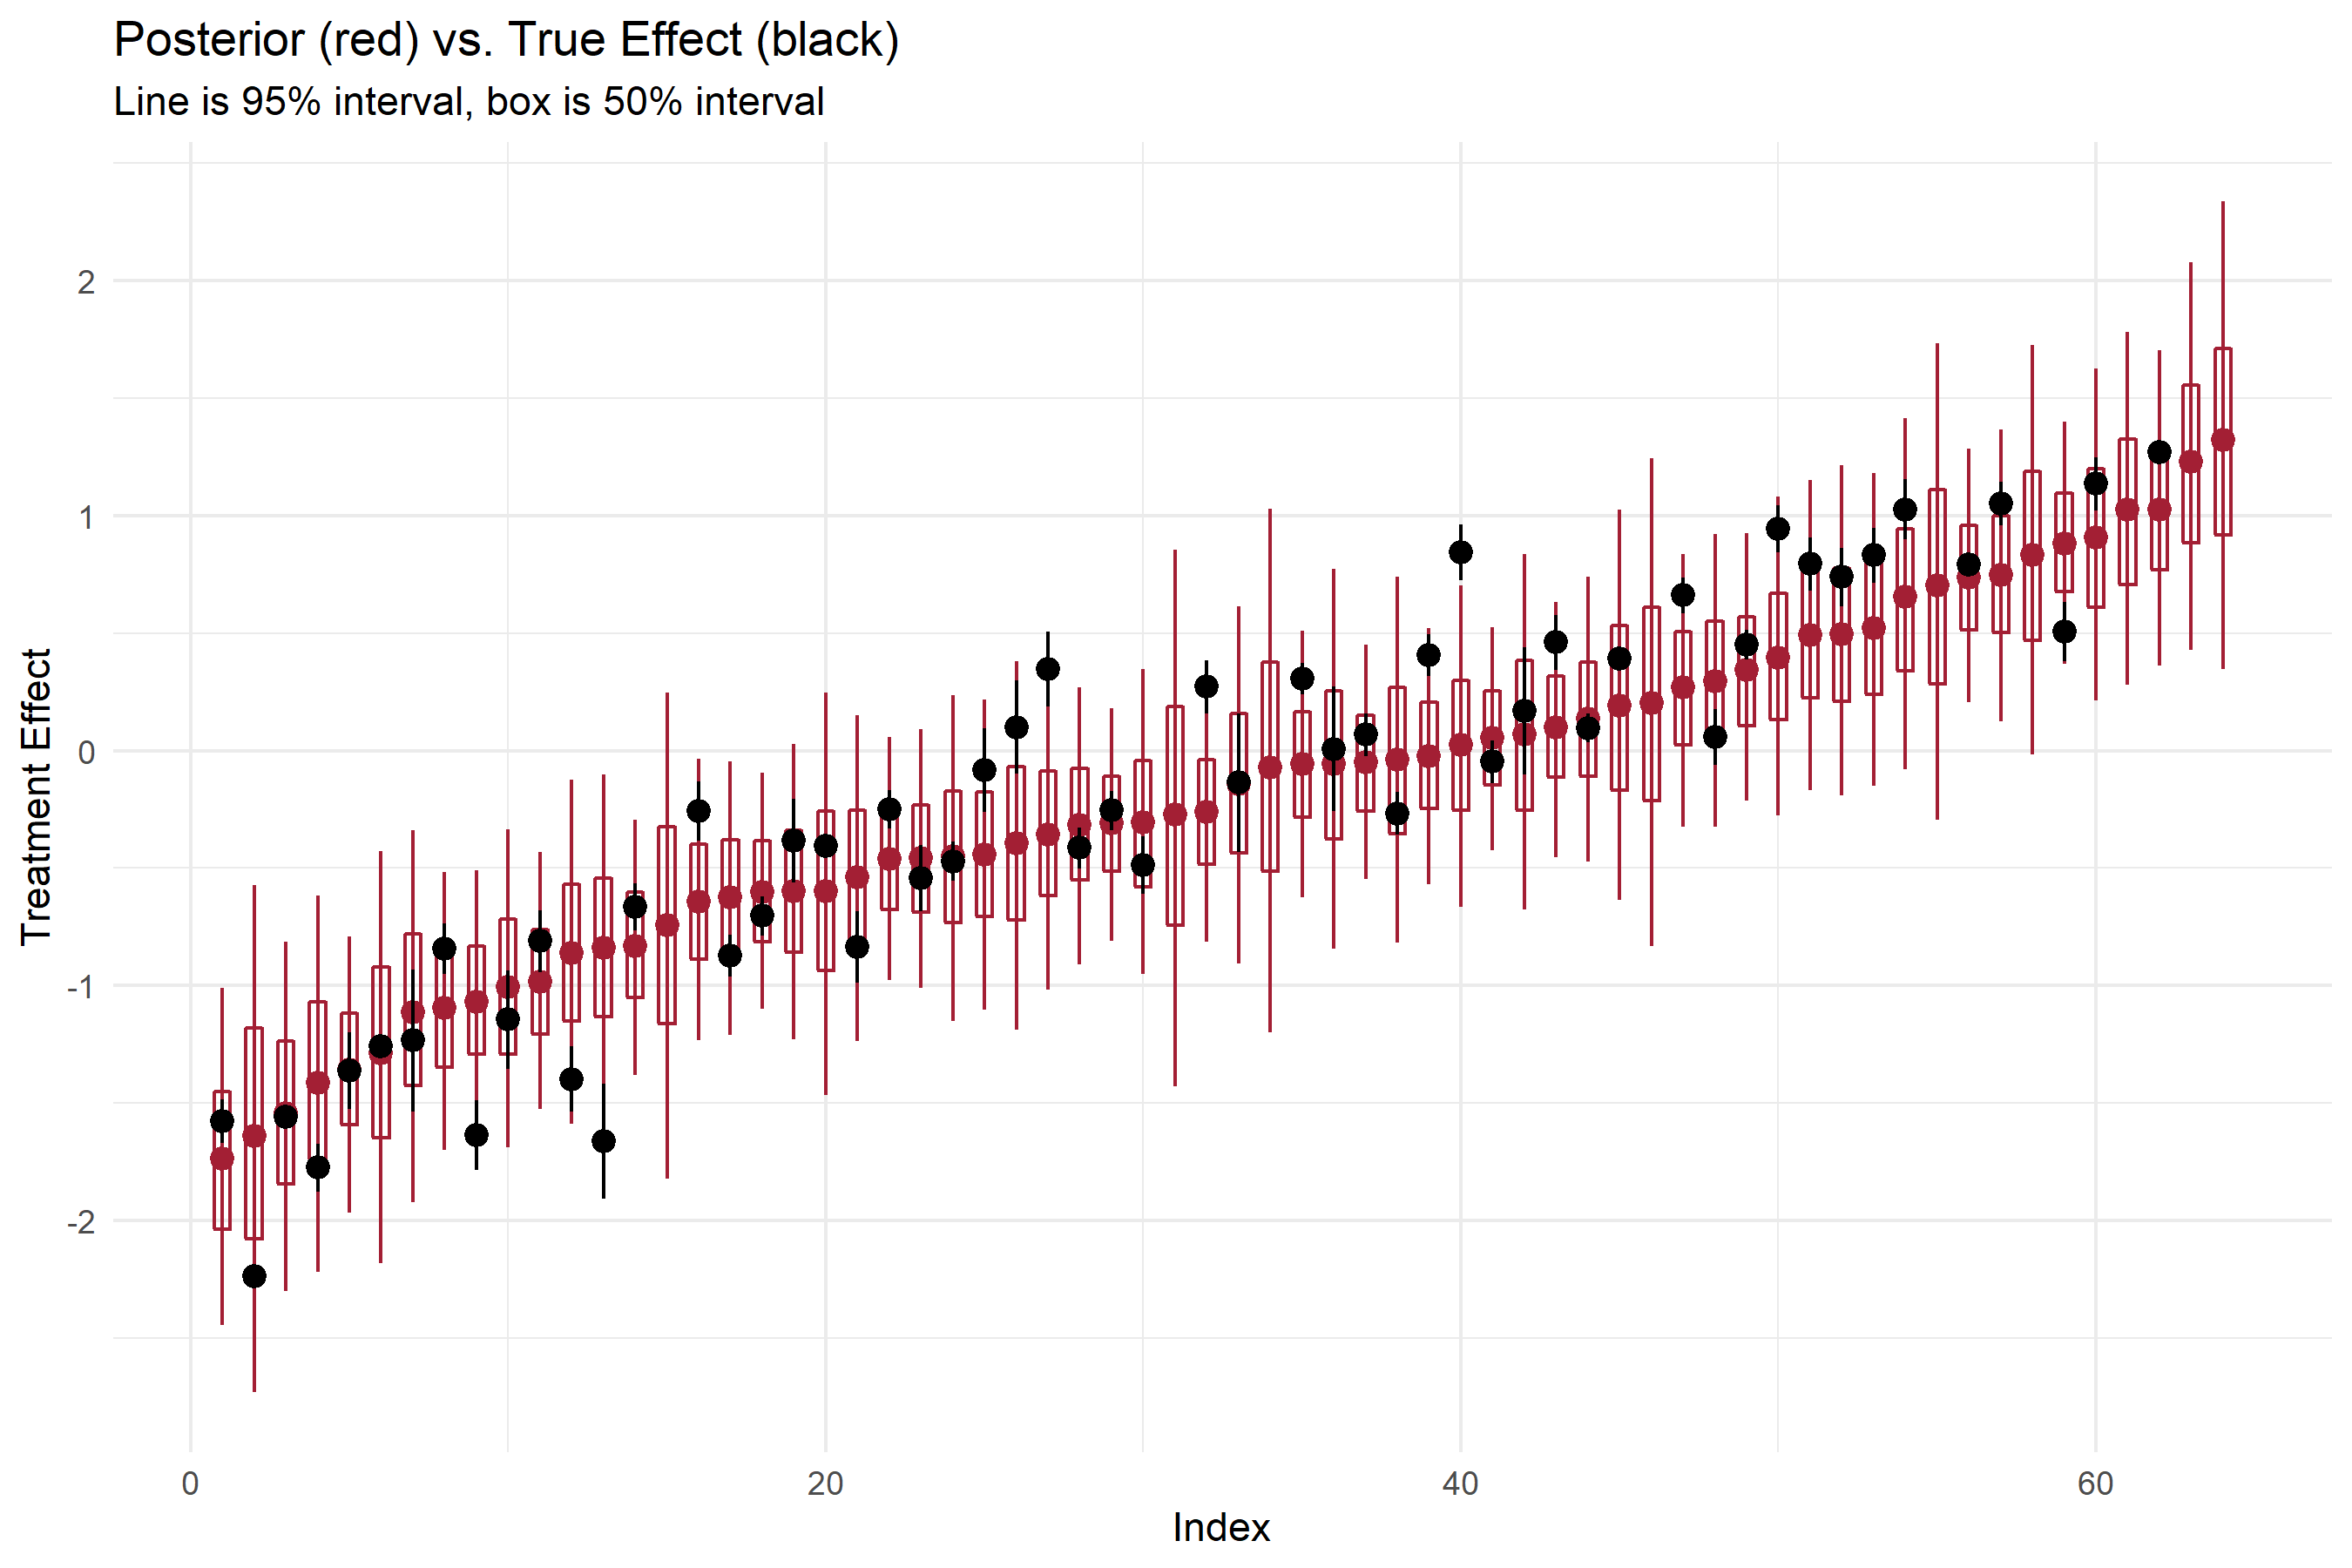 Posterior (red) vs. True Effect (black)
Line is 95% interval, box is 50% interval
Treatment Effect
2
1
0
-1
-2
0
20
40
60
Index